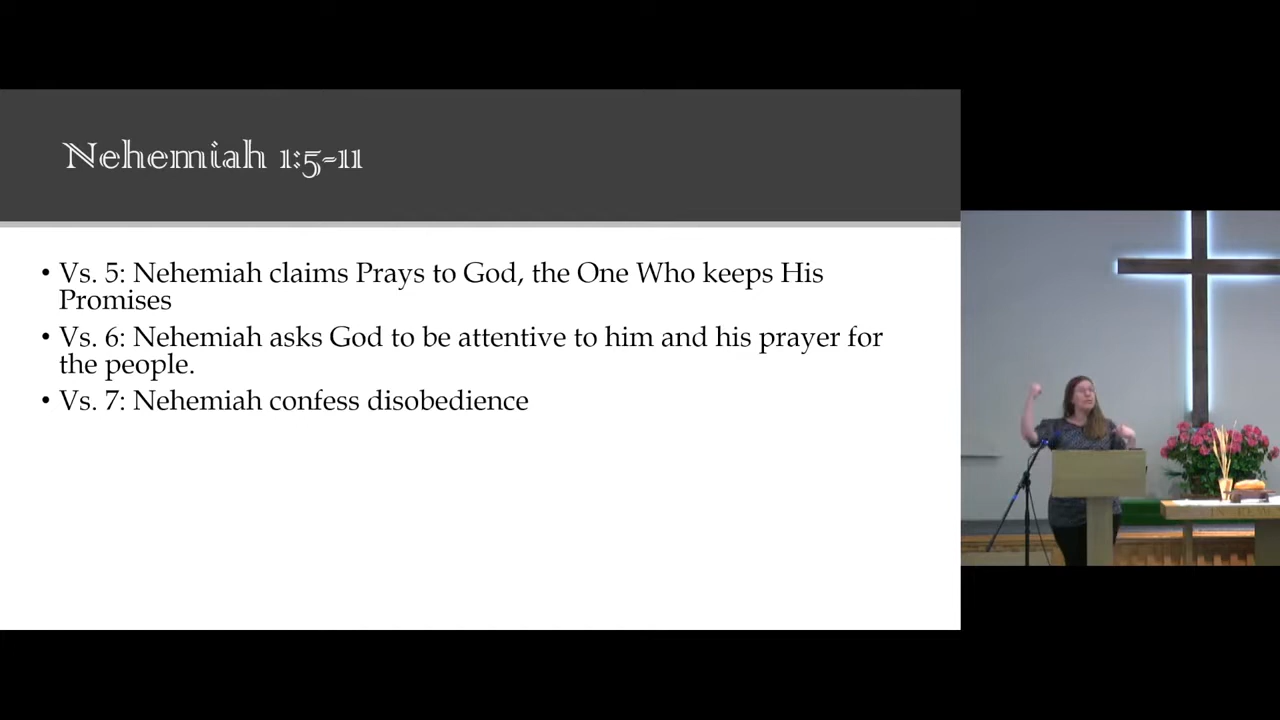 Nehemiah 1:5-11
• Vs. 5: Nehemiah claims Prays to God, the One Who keeps His
Promises
• Vs. 6: Nehemiah asks God to be attentive to him and his prayer for
the people.
• Vs. 7: Nehemiah confess disobedience
IN REM